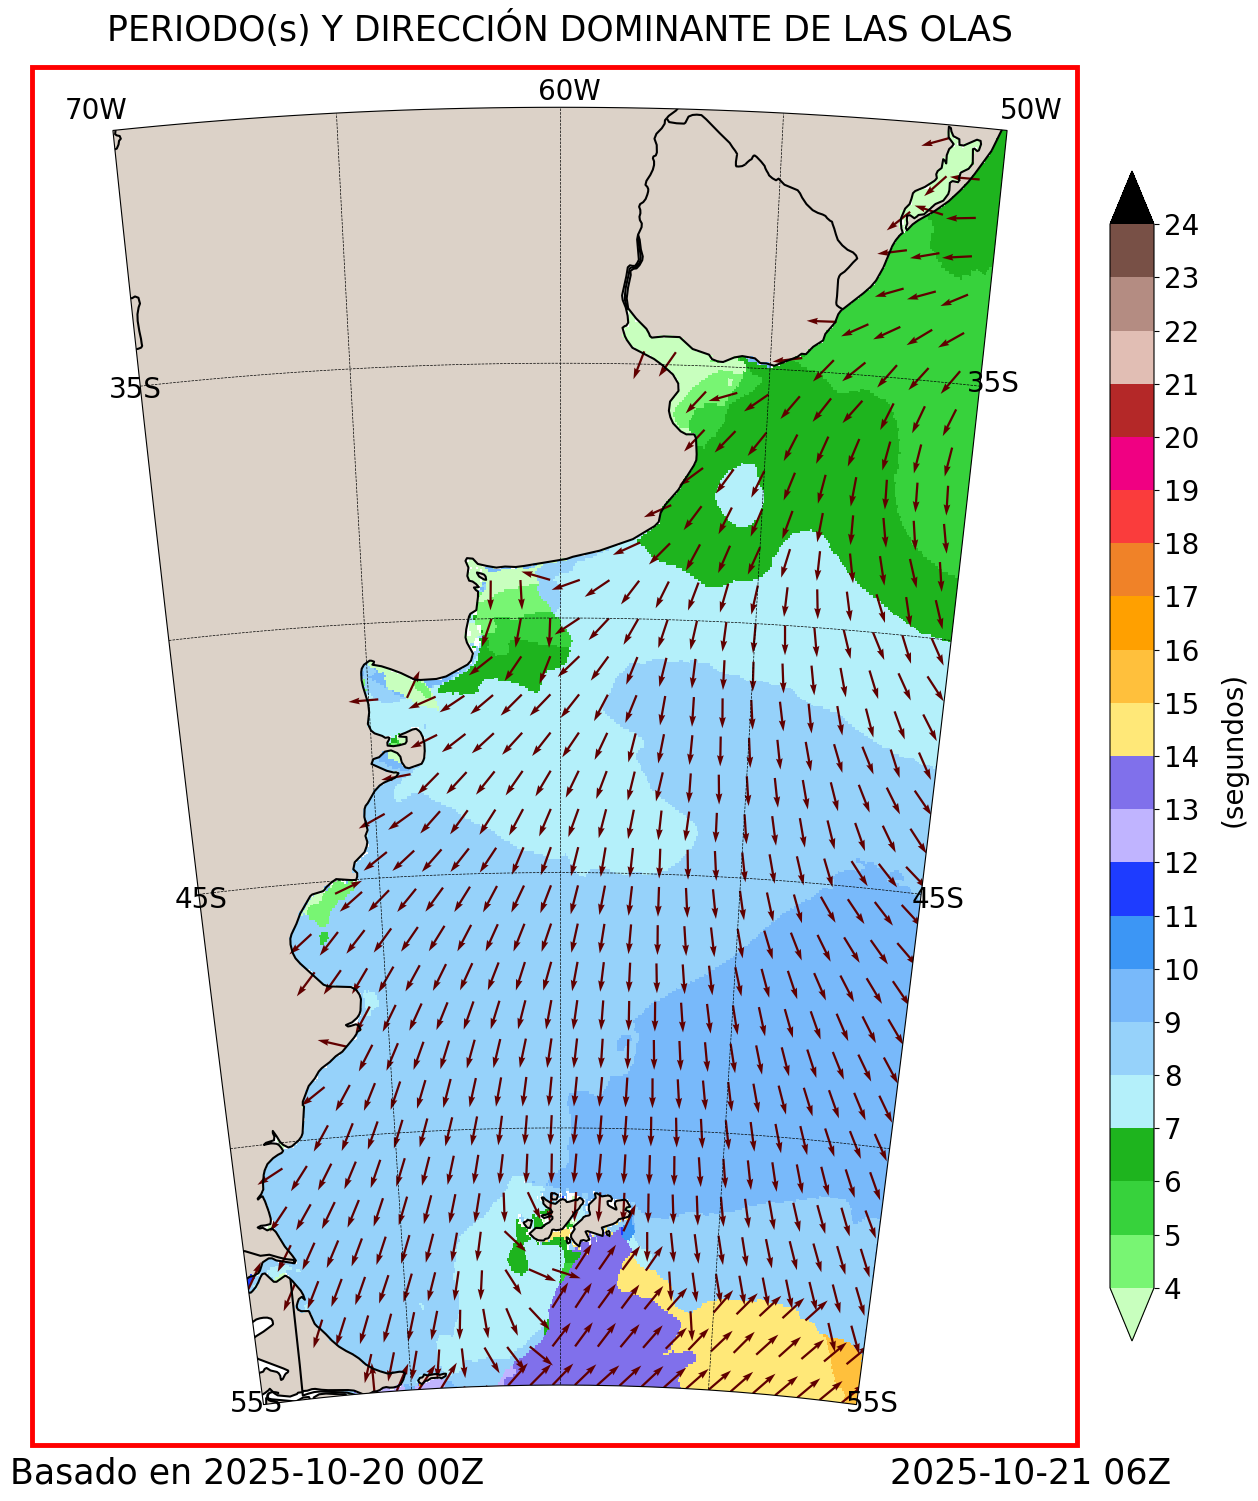 PERIODO(s) Y DIRECCIÓN DOMINANTE DE LAS OLAS
70W
60W
50W
35S
35S
45S
45S
55S
55S
24
23
22
21
20
19
18
17
16
15
14
13
12
11
10
9
8
7
6
5
4
(segundos)
Basado en 2025-10-20 00Z
2025-10-21 06Z